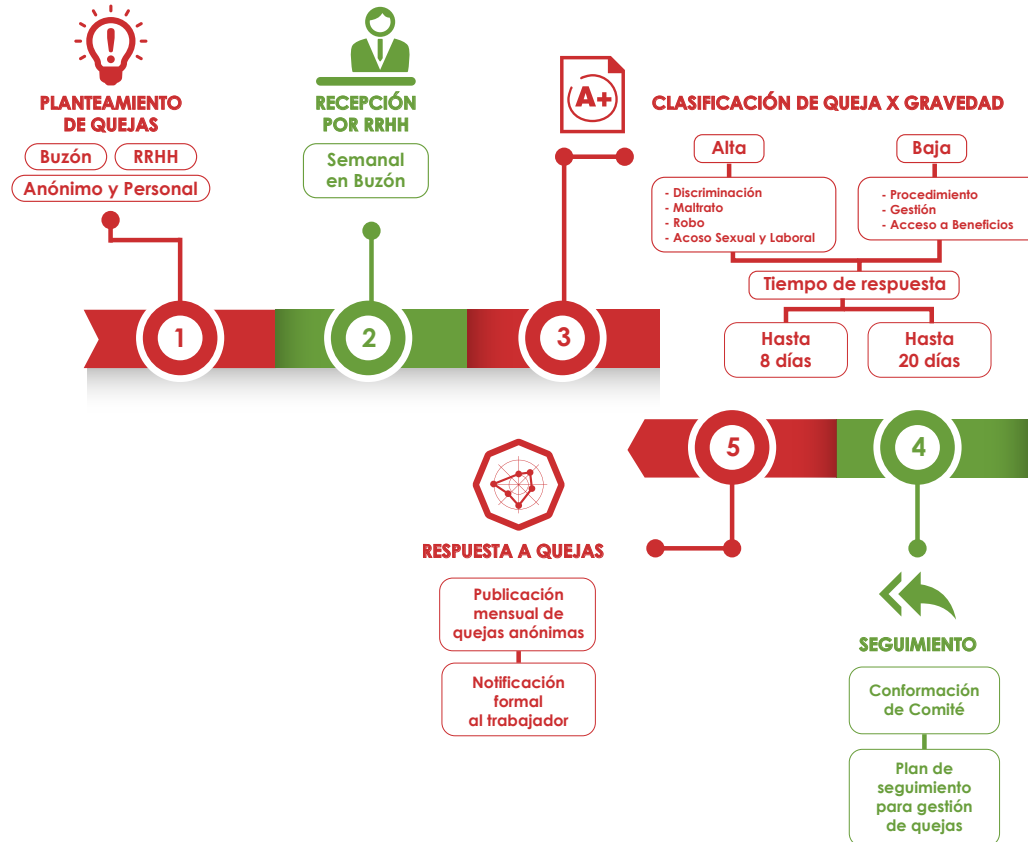 PLANTEAMIENTO
DE QUEJAS
Buzón
RRHH
Anónimo y Personal
1
RECEPCIÓN
POR RRHH
Semanal
en Buzón
2
A+
3
CLASIFICACIÓN DE QUEJA X GRAVEDAD
Alta
- Discriminación
- Maltrato
- Robo
- Acoso Sexual y Laboral
Baja
- Procedimiento
- Gestión
- Acceso a Beneficios
Tiempo de respuesta
Hasta
8 días
Hasta
20 días
4
SEGUIMIENTO
Conformación
de Comité
Plan de
seguimiento
para gestión
de quejas
5
RESPUESTA A QUEJAS
Publicación
mensual de
quejas anónimas
Notificación
formal
al trabajador